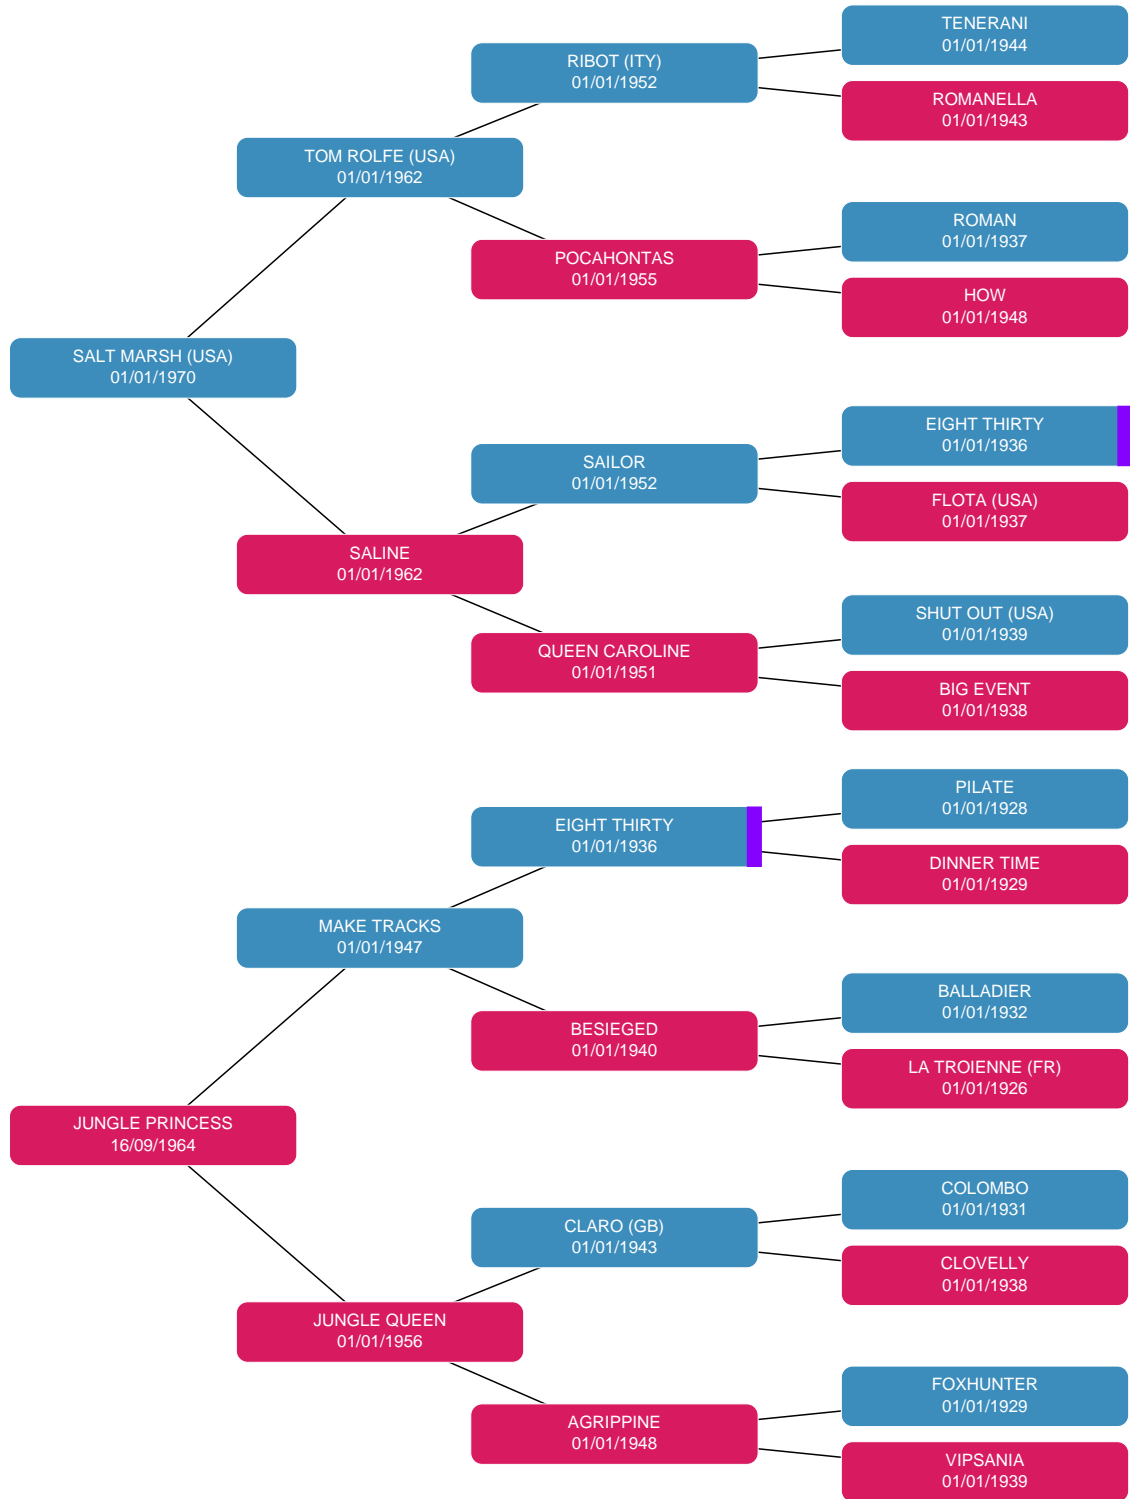 TENERANI
01/01/1944
RIBOT (ITY)
01/01/1952
ROMANELLA
01/01/1943
TOM ROLFE (USA)
01/01/1962
ROMAN
01/01/1937
POCAHONTAS
01/01/1955
HOW
01/01/1948
SALT MARSH (USA)
01/01/1970
EIGHT THIRTY
01/01/1936
SAILOR
01/01/1952
FLOTA (USA)
01/01/1937
SALINE
01/01/1962
SHUT OUT (USA)
01/01/1939
QUEEN CAROLINE
01/01/1951
BIG EVENT
01/01/1938
PILATE
01/01/1928
EIGHT THIRTY
01/01/1936
DINNER TIME
01/01/1929
MAKE TRACKS
01/01/1947
BALLADIER
01/01/1932
BESIEGED
01/01/1940
LA TROIENNE (FR)
01/01/1926
JUNGLE PRINCESS
16/09/1964
COLOMBO
01/01/1931
CLARO (GB)
01/01/1943
CLOVELLY
01/01/1938
JUNGLE QUEEN
01/01/1956
FOXHUNTER
01/01/1929
AGRIPPINE
01/01/1948
VIPSANIA
01/01/1939